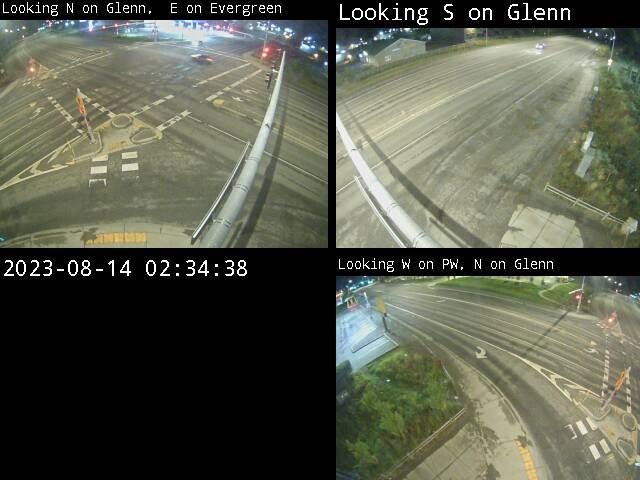 Looking N on Glenn,  E on Evergreen
Looking S on Glenn
2023-08-14 02:34:38
Looking W on PW, N on Glenn